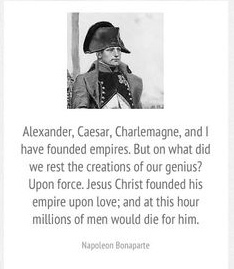 Alexander, Caesar, Charlemagne, and I
have founded empires. But on what did
we rest the creations of our genius?
Upon force. Jesus Christ founded his
empire upon love; and at this hour
millions of men would die for him.
Napoleon Bonaparte